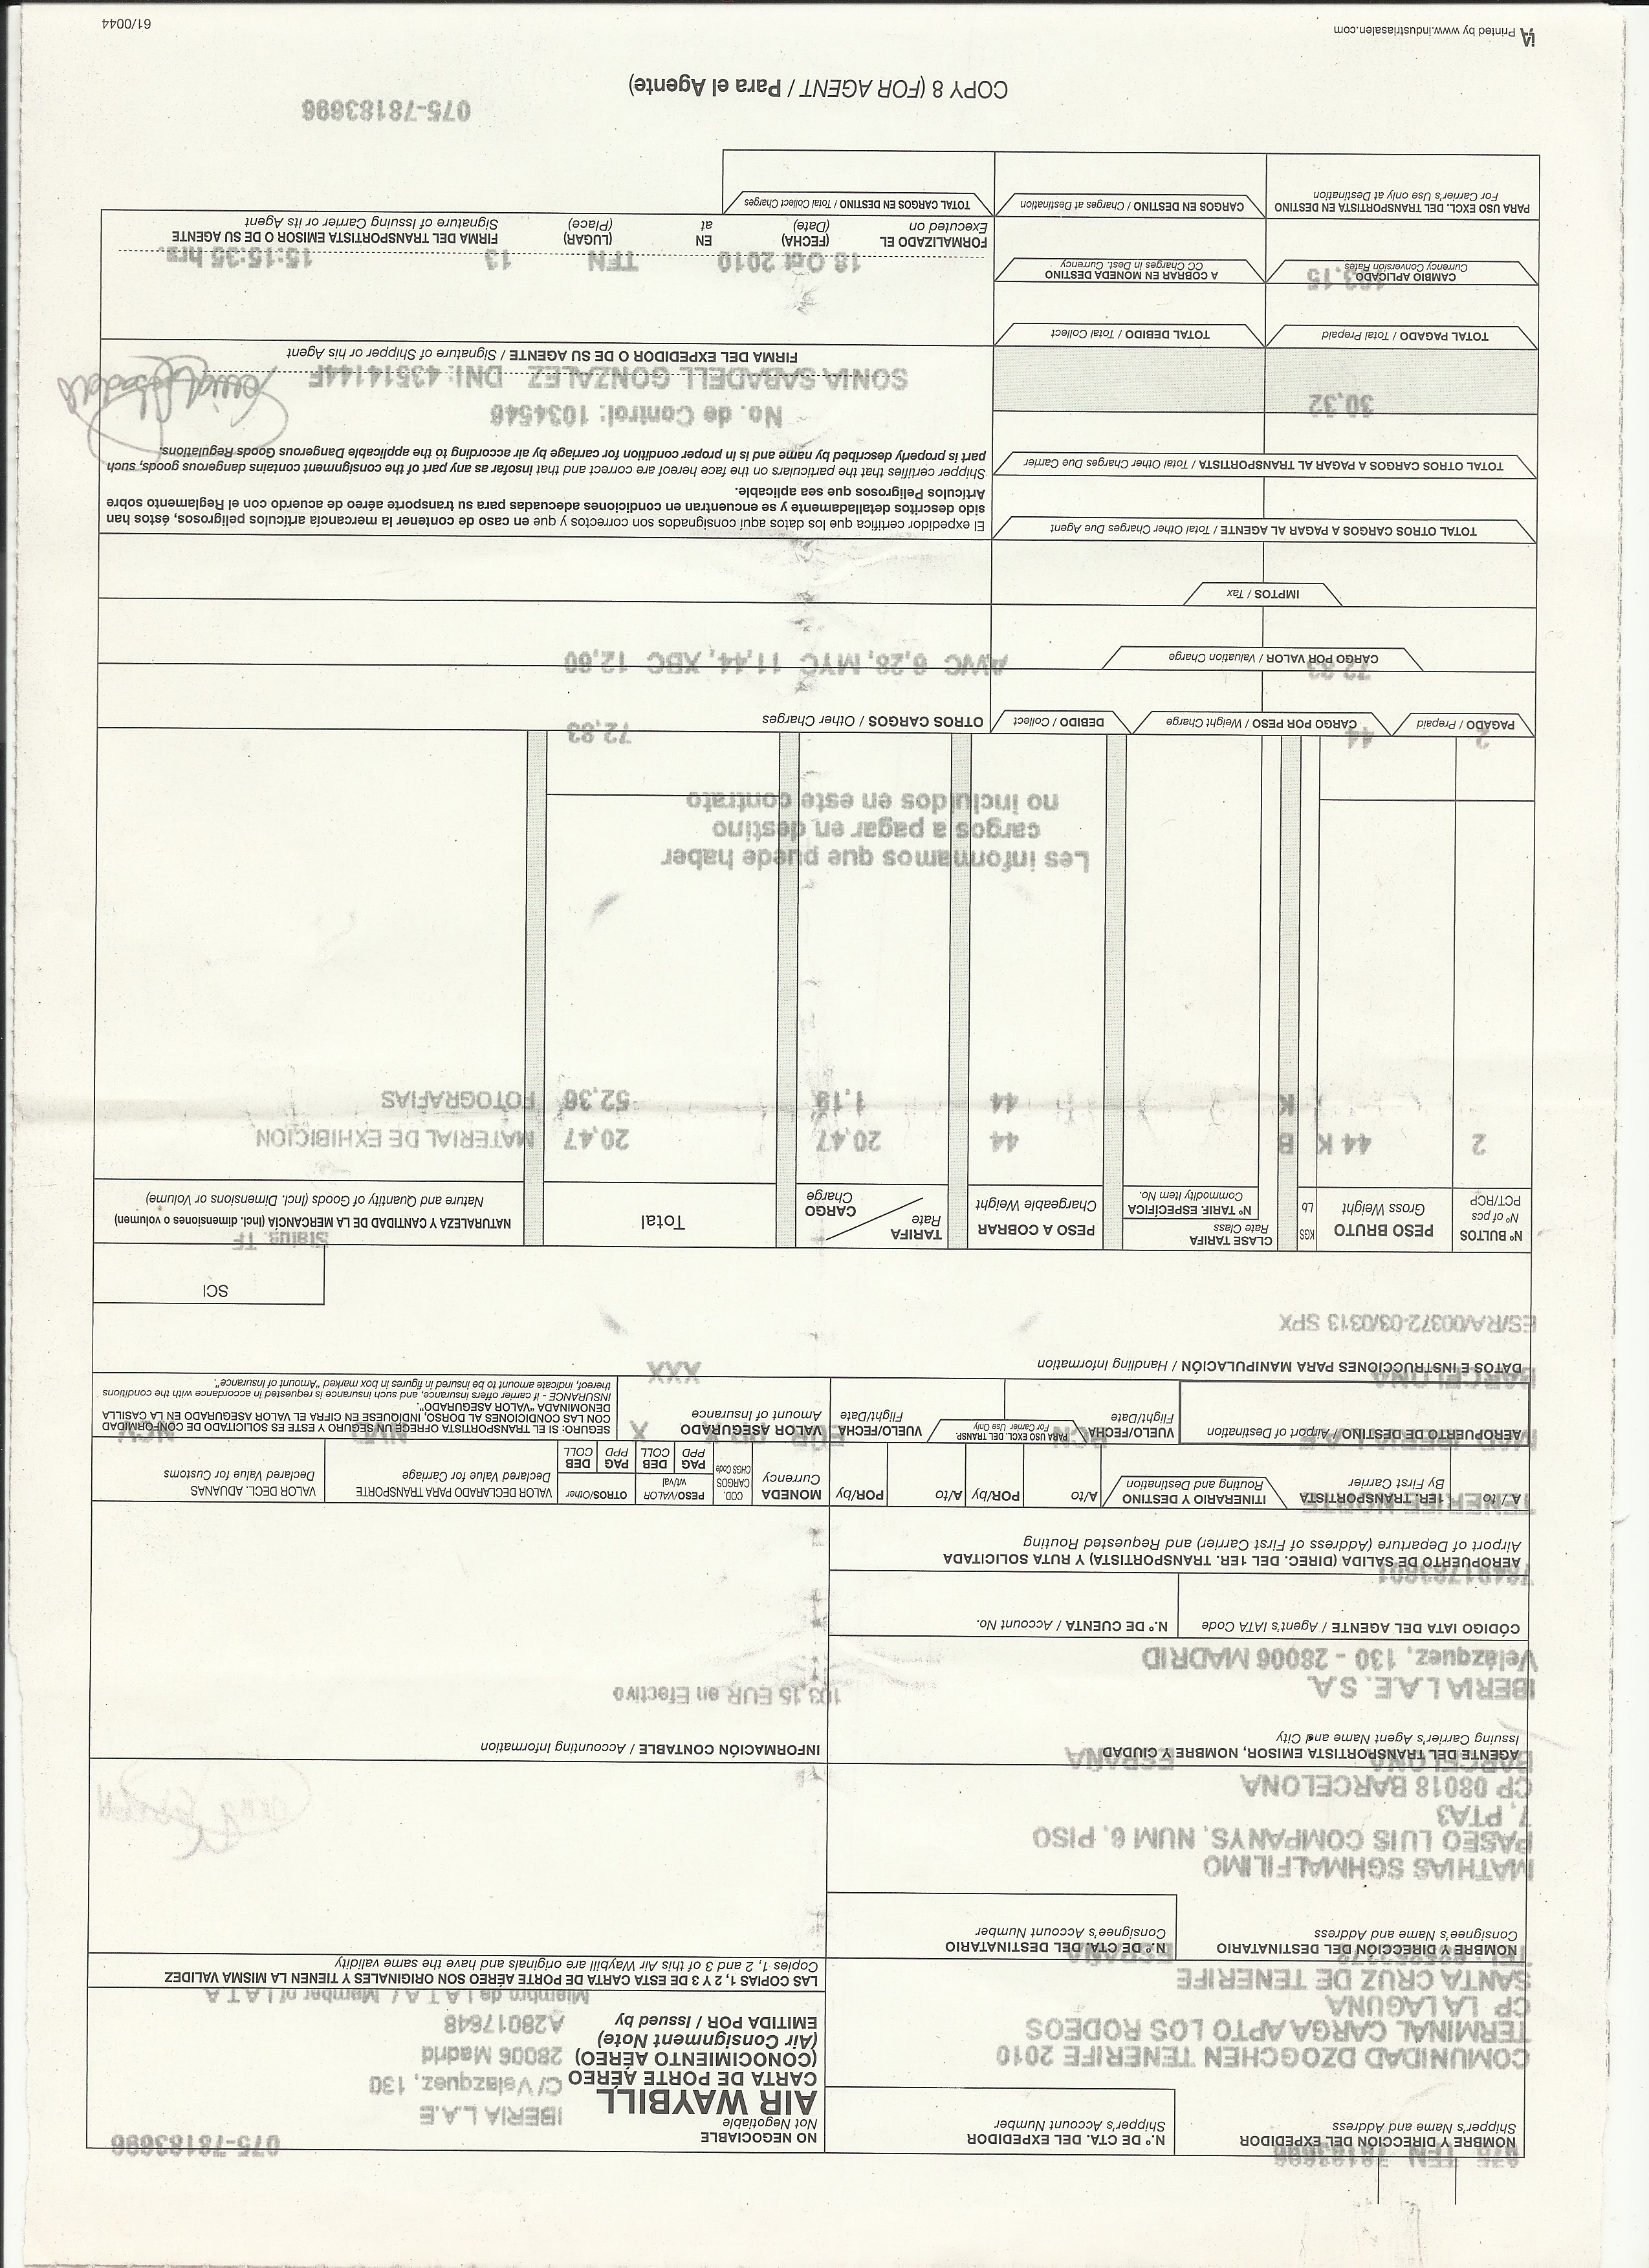 075 TFN 78183696
075-78183696
NOMBRE Y DIRECCIÓN DEL EXPEDIDOR
Shipper's Name and Address
N.º DE CTA. DEL EXPEDIDOR
Shipper's Account Number
COMUNIDAD DZOGCHEN TENERIFE 2010
TERMINAL CARGA APTO LOS RODEOS
CP LA LAGUNA
SANTA CRUZ DE TENERIFE
ESPAÑA
NO NEGOCIABLE
Not Negotiable
AIR WAYBILL
CARTA DE PORTE AÉREO
(CONOCIMIENTO AÉREO)
(Air Consignment Note)
EMITIDA POR / Issued by
IBERIA L.A.E
C/ Velazquez, 130
28006 Madrid
A28017648
Miembro de I.A.T.A / Member of I.A.T.A
LAS COPIAS 1, 2 Y 3 DE ESTA CARTA DE PORTE AÉREO SON ORIGINALES Y TIENEN LA MISMA VALIDEZ
Copies 1, 2 and 3 of this Air Waybill are originals and have the same validity
NOMBRE Y DIRECCIÓN DEL DESTINATARIO
Consignee's Name and Address
N.º DE CTA. DEL DESTINATARIO
Consignee's Account Number
MATHIAS SGHMALFILIMO
PASEO LUIS COMPANYS, NUM 6, PISO
7, PTA3
CP 08018 BARCELONA
BARCELONA ESPAÑA
AGENTE DEL TRANSPORTISTA EMISOR, NOMBRE Y CIUDAD
Issuing Carrier's Agent Name and City
IBERIA L.A.E. S.A.
Velázquez, 130 - 28006 MADRID
INFORMACIÓN CONTABLE / Accounting Information
103,15 EUR en Efectivo
CÓDIGO IATA DEL AGENTE / Agent's IATA Code
N.º DE CUENTA / Account No.
AEROPUERTO DE SALIDA (DIREC. DEL 1ER. TRANSPORTISTA) Y RUTA SOLICITADA
Airport of Departure (Address of First Carrier) and Requested Routing
TENERIFE NORTE
A / to
1ER. TRANSPORTISTA
By First Carrier
ITINERARIO Y DESTINO
Routing and Destination
A/to
POR/by
A/to
POR/by
MONEDA
Currency
COD. CARGOS
CHGS Code
PESO/VALOR
wt/val
PAG PPD
DEB COLL
OTROS/Other
PAG PPD
DEB COLL
VALOR DECLARADO PARA TRANSPORTE
Declared Value for Carriage
VALOR DECL. ADUANAS
Declared Value for Customs
MAD IBERIA L.A.E BCN EUR X X NVD NCV
AEROPUERTO DE DESTINO / Airport of Destination
VUELO/FECHA
Flight/Date
PARA USO EXCL. DEL TRANSP.
For Carrier Use Only
VUELO/FECHA
Flight/Date
VALOR ASEGURADO
Amount of Insurance
SEGURO: SI EL TRANSPORTISTA OFRECE UN SEGURO Y ESTE ES SOLICITADO DE CONFORMIDAD
CON LAS CONDICIONES AL DORSO, INDIQUESE EN CIFRA EL VALOR ASEGURADO EN LA CASILLA
DENOMINADA "VALOR ASEGURADO".
INSURANCE - if carrier offers insurance, and such insurance is requested in accordance with the conditions
thereof, indicate amount to be insured in figures in box marked "Amount of Insurance".
BARCELONA
XXX
DATOS E INSTRUCCIONES PARA MANIPULACIÓN / Handling Information
ES/RA/00372-03/0313 SPX
SCI
Status. TF
Nº BULTOS
Nº of pcs
PCT/RCP
PESO BRUTO
Gross Weight
KGS
Lb
CLASE TARIFA
Rate Class
Nº TARIF. ESPECÍFICA
Commodity Item No.
PESO A COBRAR
Chargeable Weight
TARIFA
Rate
CARGO
Charge
Total
NATURALEZA Y CANTIDAD DE LA MERCANCÍA (Incl. dimensiones o volumen)
Nature and Quantity of Goods (Incl. Dimensions or Volume)
2 44 K B 44 20,47 20,47 MATERIAL DE EXHIBICION
K 44 1,19 52,36 FOTOGRAFIAS
Les informamos que puede haber
cargos a pagar en destino
no incluidos en este contrato
2 44 72,83
PAGADO / Prepaid
CARGO POR PESO / Weight Charge
DEBIDO / Collect
OTROS CARGOS / Other Charges
72,83
AWC 6,28, MYC 11,44, XBC 12,60
CARGO POR VALOR / Valuation Charge
IMPTOS / Tax
TOTAL OTROS CARGOS A PAGAR AL AGENTE / Total Other Charges Due Agent
El expedidor certifica que los datos aquí consignados son correctos y que en caso de contener la mercancía artículos peligrosos, éstos han
sido descritos detalladamente y se encuentran en condiciones adecuadas para su transporte aéreo de acuerdo con el Reglamento sobre
Artículos Peligrosos que sea aplicable.
Shipper certifies that the particulars on the face hereof are correct and that insofar as any part of the consignment contains dangerous goods, such
part is properly described by name and is in proper condition for carriage by air according to the applicable Dangerous Goods Regulations.
TOTAL OTROS CARGOS A PAGAR AL TRANSPORTISTA / Total Other Charges Due Carrier
30,32
No. de Control: 1034546
SONIA SABADELL GONZALEZ DNI: 43514144F
FIRMA DEL EXPEDIDOR O DE SU AGENTE / Signature of Shipper or his Agent
TOTAL PAGADO / Total Prepaid
TOTAL DEBIDO / Total Collect
103,15
CAMBIO APLICADO
Currency Conversion Rates
A COBRAR EN MONEDA DESTINO
CC Charges in Dest. Currency
18 Oct 2010 TFN 13 15:15:35 hrs.
FORMALIZADO EL
Executed on
(FECHA)
(Date)
EN
at
(LUGAR)
(Place)
FIRMA DEL TRANSPORTISTA EMISOR O DE SU AGENTE
Signature of Issuing Carrier or its Agent
PARA USO EXCL. DEL TRANSPORTISTA EN DESTINO
For Carrier's Use only at Destination
CARGOS EN DESTINO / Charges at Destination
TOTAL CARGOS EN DESTINO / Total Collect Charges
075-78183696
COPY 8 (FOR AGENT / Para el Agente)
iA Printed by www.industriasalen.com
61/0044